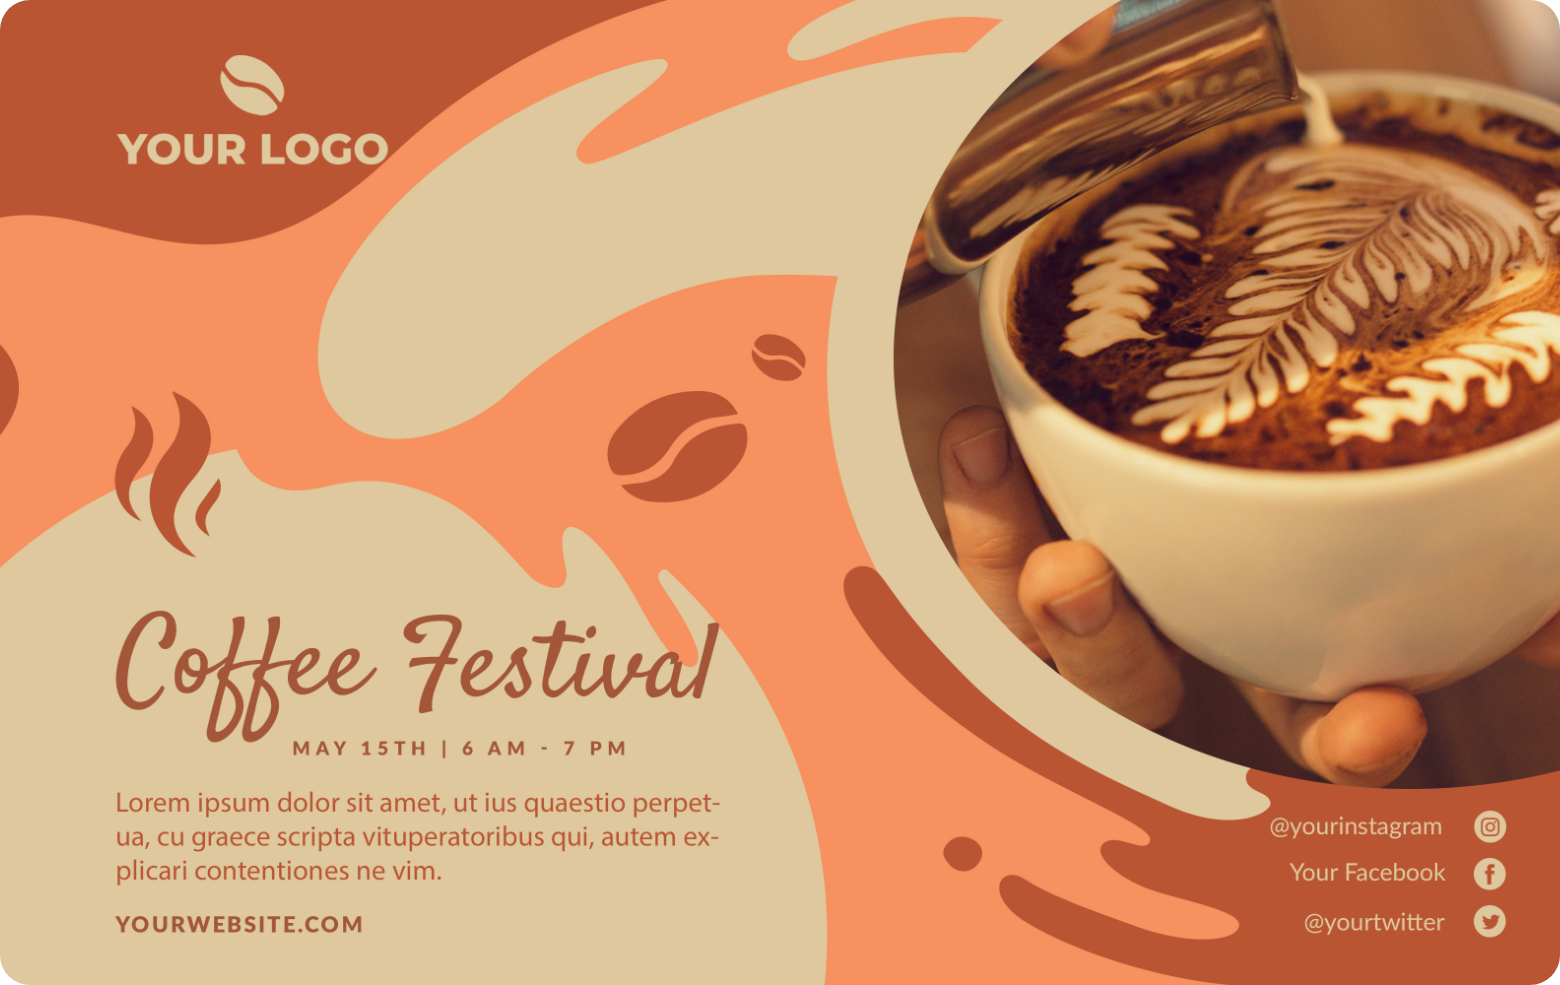 YOUR LOGO
Coffee Festival
MAY 15TH | 6 AM - 7 PM
Lorem ipsum dolor sit amet, ut ius quaestio perpet-
ua, cu graece scripta vituperatoribus qui, autem ex-
plicari contentiones ne vim.
YOURWEBSITE.COM
@yourinstagram
Your Facebook
@yourtwitter